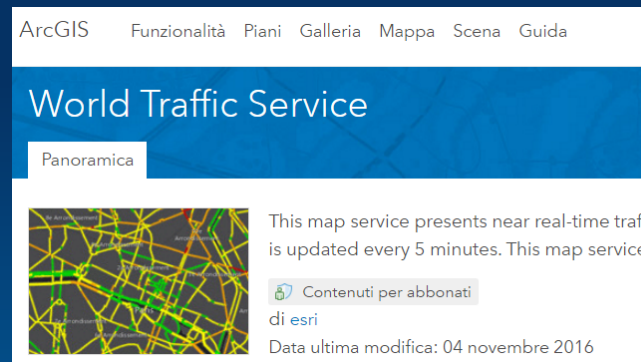 ArcGIS Funzionalità Piani Galleria Mappa Scena Guida
World Traffic Service
Panoramica
This map service presents near real-time
is updated every 5 minutes. This map service
Contenuti per abbonati
di esri
Data ultima modifica: 04 novembre 2016
Paris